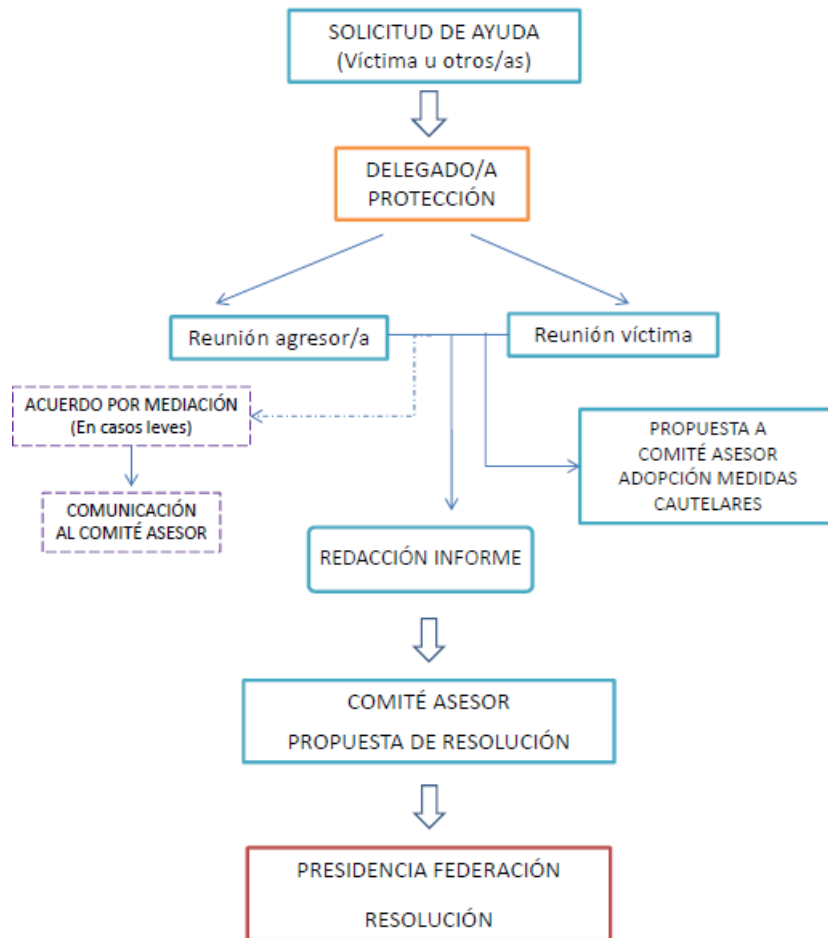 SOLICITUD DE AYUDA
(Víctima u otros/as)
DELEGADO/A
PROTECCIÓN
Reunión agresor/a
Reunión víctima
ACUERDO POR MEDIACIÓN
(En casos leves)
COMUNICACIÓN
AL COMITÉ ASESOR
PROPUESTA A
COMITÉ ASESOR
ADOPCIÓN MEDIDAS
CAUTELARES
REDACCIÓN INFORME
COMITÉ ASESOR
PROPUESTA DE RESOLUCIÓN
PRESIDENCIA FEDERACIÓN
RESOLUCIÓN